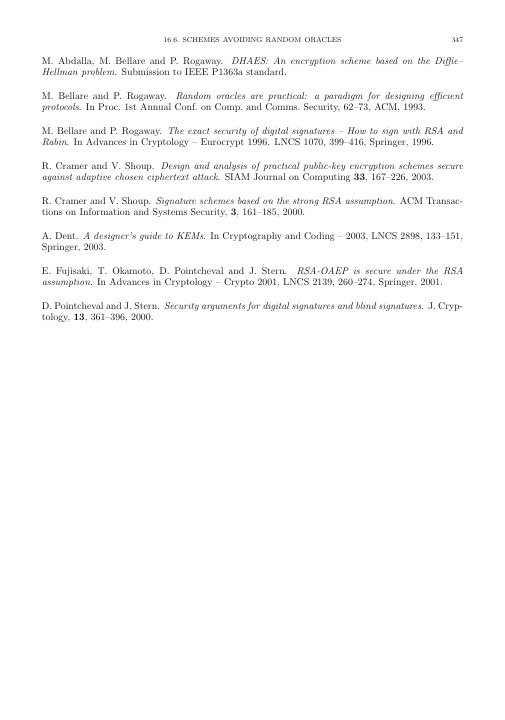 16.6. SCHEMES AVOIDING RANDOM ORACLES 347
M. Abdalla, M. Bellare and P. Rogaway. DHAES: An encryption scheme based on the Diffie–
Hellman problem. Submission to IEEE P1363a standard.
M. Bellare and P. Rogaway. Random oracles are practical: a paradigm for designing efficient
protocols. In Proc. 1st Annual Conf. on Comp. and Comms. Security, 62–73, ACM, 1993.
M. Bellare and P. Rogaway. The exact security of digital signatures – How to sign with RSA and
Rabin. In Advances in Cryptology – Eurocrypt 1996. LNCS 1070, 399–416, Springer, 1996.
R. Cramer and V. Shoup. Design and analysis of practical public-key encryption schemes secure
against adaptive chosen ciphertext attack. SIAM Journal on Computing 33, 167–226, 2003.
R. Cramer and V. Shoup. Signature schemes based on the strong RSA assumption. ACM Transac-
tions on Information and Systems Security, 3, 161–185, 2000.
A. Dent. A designer's guide to KEMs. In Cryptography and Coding – 2003, LNCS 2898, 133–151,
Springer, 2003.
E. Fujisaki, T. Okamoto, D. Pointcheval and J. Stern. RSA-OAEP is secure under the RSA
assumption. In Advances in Cryptology – Crypto 2001, LNCS 2139, 260–274, Springer, 2001.
D. Pointcheval and J. Stern. Security arguments for digital signatures and blind signatures. J. Cryp-
tology, 13, 361–396, 2000.